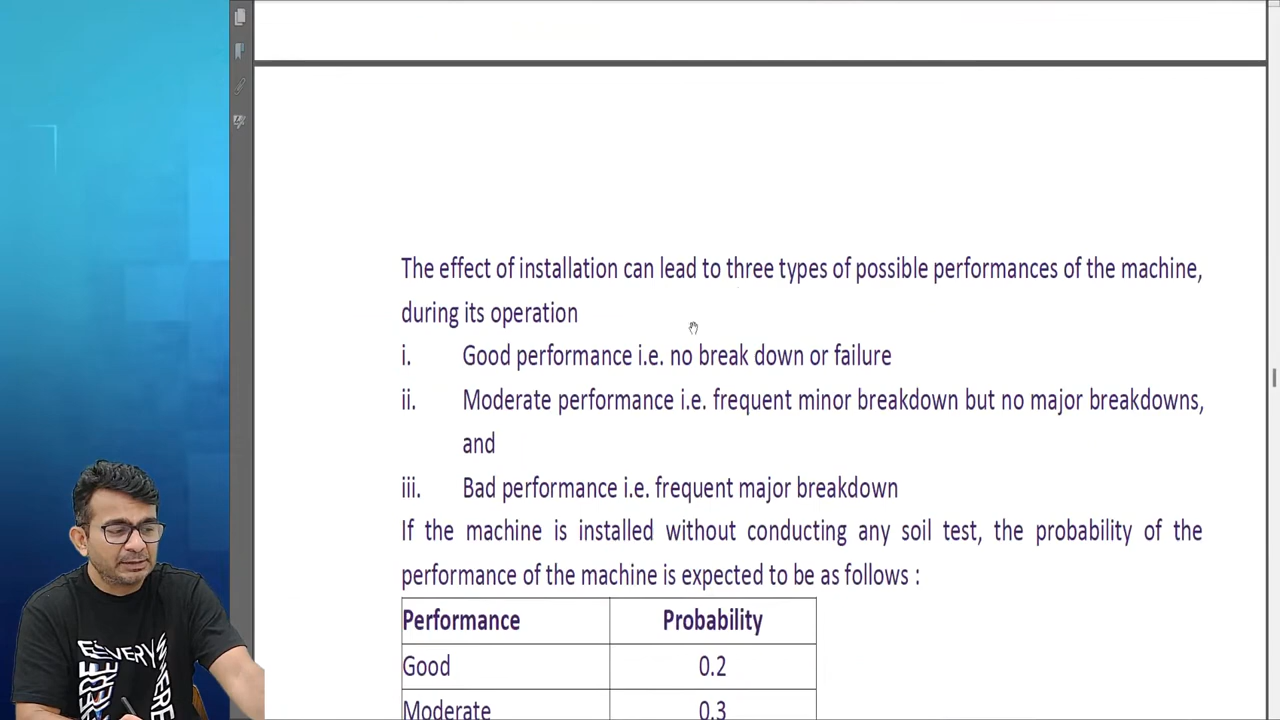 The effect of installation can lead to three types of possible performances of the machine,
during its operation
i. Good performance i.e. no break down or failure
ii. Moderate performance i.e. frequent minor breakdown but no major breakdowns,
and
iii. Bad performance i.e. frequent major breakdown
If the machine is installed without conducting any soil test, the probability of the
performance of the machine is expected to be as follows :
Performance Probability
Good 0.2
Moderate 0.3